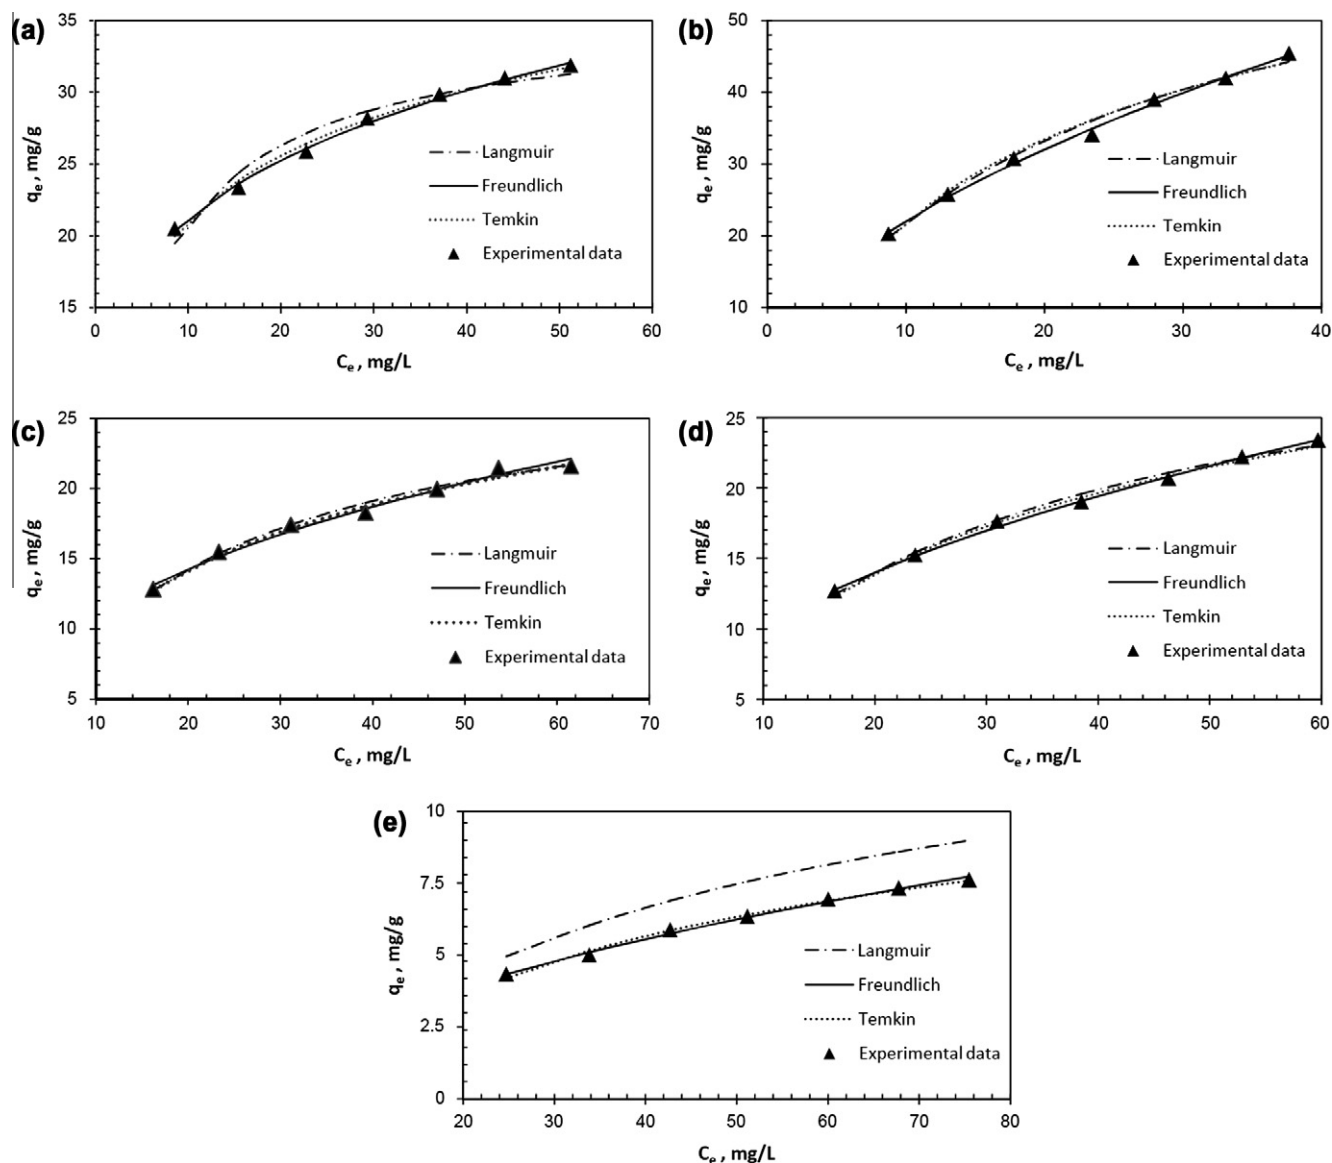 (a)
35
30
25
20
15
qe, mg/g
Langmuir
Freundlich
Temkin
Experimental data
0 10 20 30 40 50 60
Ce , mg/L
(b)
50
40
30
20
10
qe, mg/g
Langmuir
Freundlich
Temkin
Experimental data
0 10 20 30 40
Ce , mg/L
(c)
25
20
15
10
5
qe, mg/g
Langmuir
Freundlich
Temkin
Experimental data
10 20 30 40 50 60 70
Ce , mg/L
(d)
25
20
15
10
5
qe, mg/g
Langmuir
Freundlich
Temkin
Experimental data
10 20 30 40 50 60
Ce , mg/L
(e)
10
7.5
5
2.5
0
qe, mg/g
Langmuir
Freundlich
Temkin
Experimental data
20 30 40 50 60 70 80
Ce , mg/L